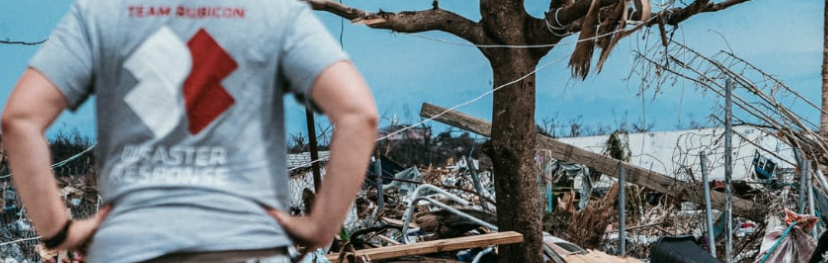 TEAM RUBICON
DISASTER
RESPONSE